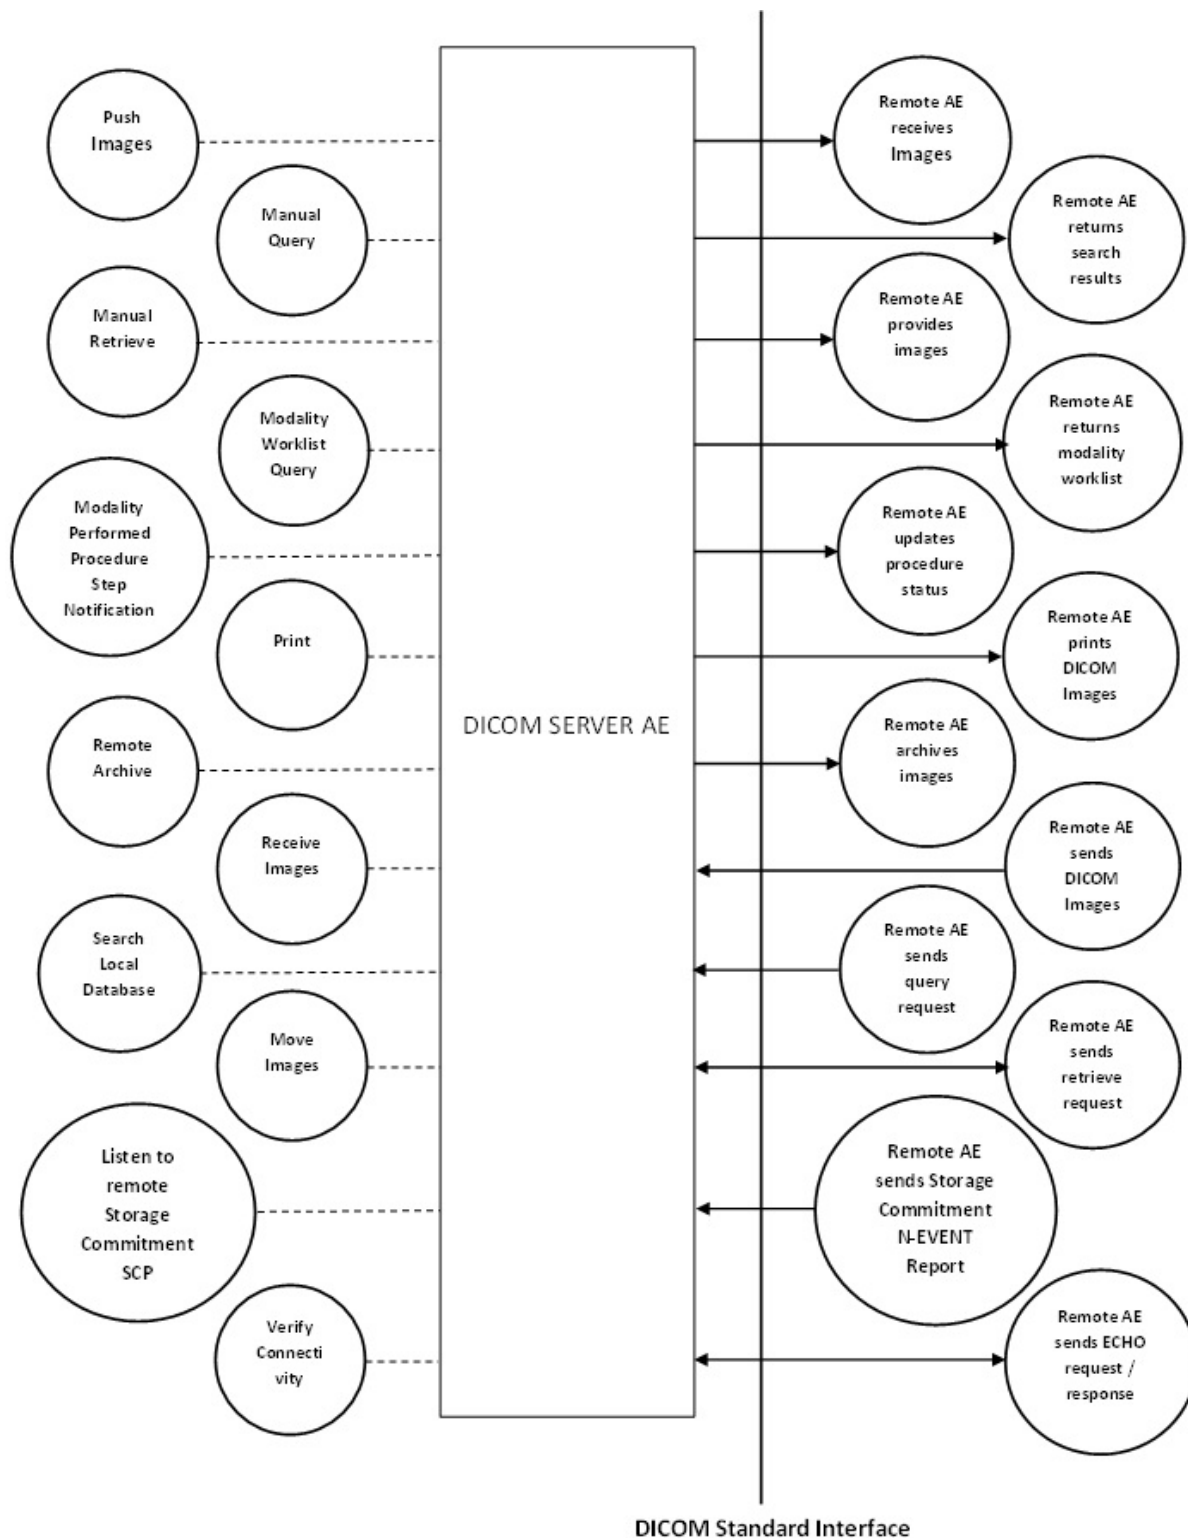 Push
Images
Remote AE
receives
Images
Manual
Query
Remote AE
returns
search
results
Manual
Retrieve
Remote AE
provides
images
Modality
Worklist
Query
Remote AE
returns
modality
worklist
Modality
Performed
Procedure
Step
Notification
Remote AE
updates
procedure
status
Print
Remote AE
prints
DICOM
Images
DICOM SERVER AE
Remote
Archive
Remote AE
archives
images
Receive
Images
Remote AE
sends
DICOM
Images
Search
Local
Database
Remote AE
sends
query
request
Move
Images
Remote AE
sends
retrieve
request
Listen to
remote
Storage
Commitment
SCP
Remote AE
sends Storage
Commitment
N-EVENT
Report
Verify
Connecti
vity
Remote AE
sends ECHO
request /
response
DICOM Standard Interface